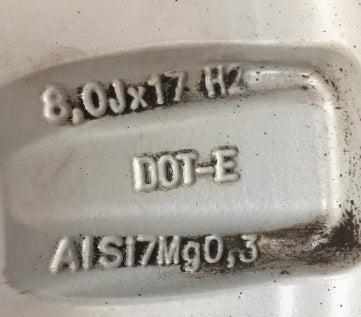 8,0Jx17 H2
DOT-E
AlSi7Mg0,3